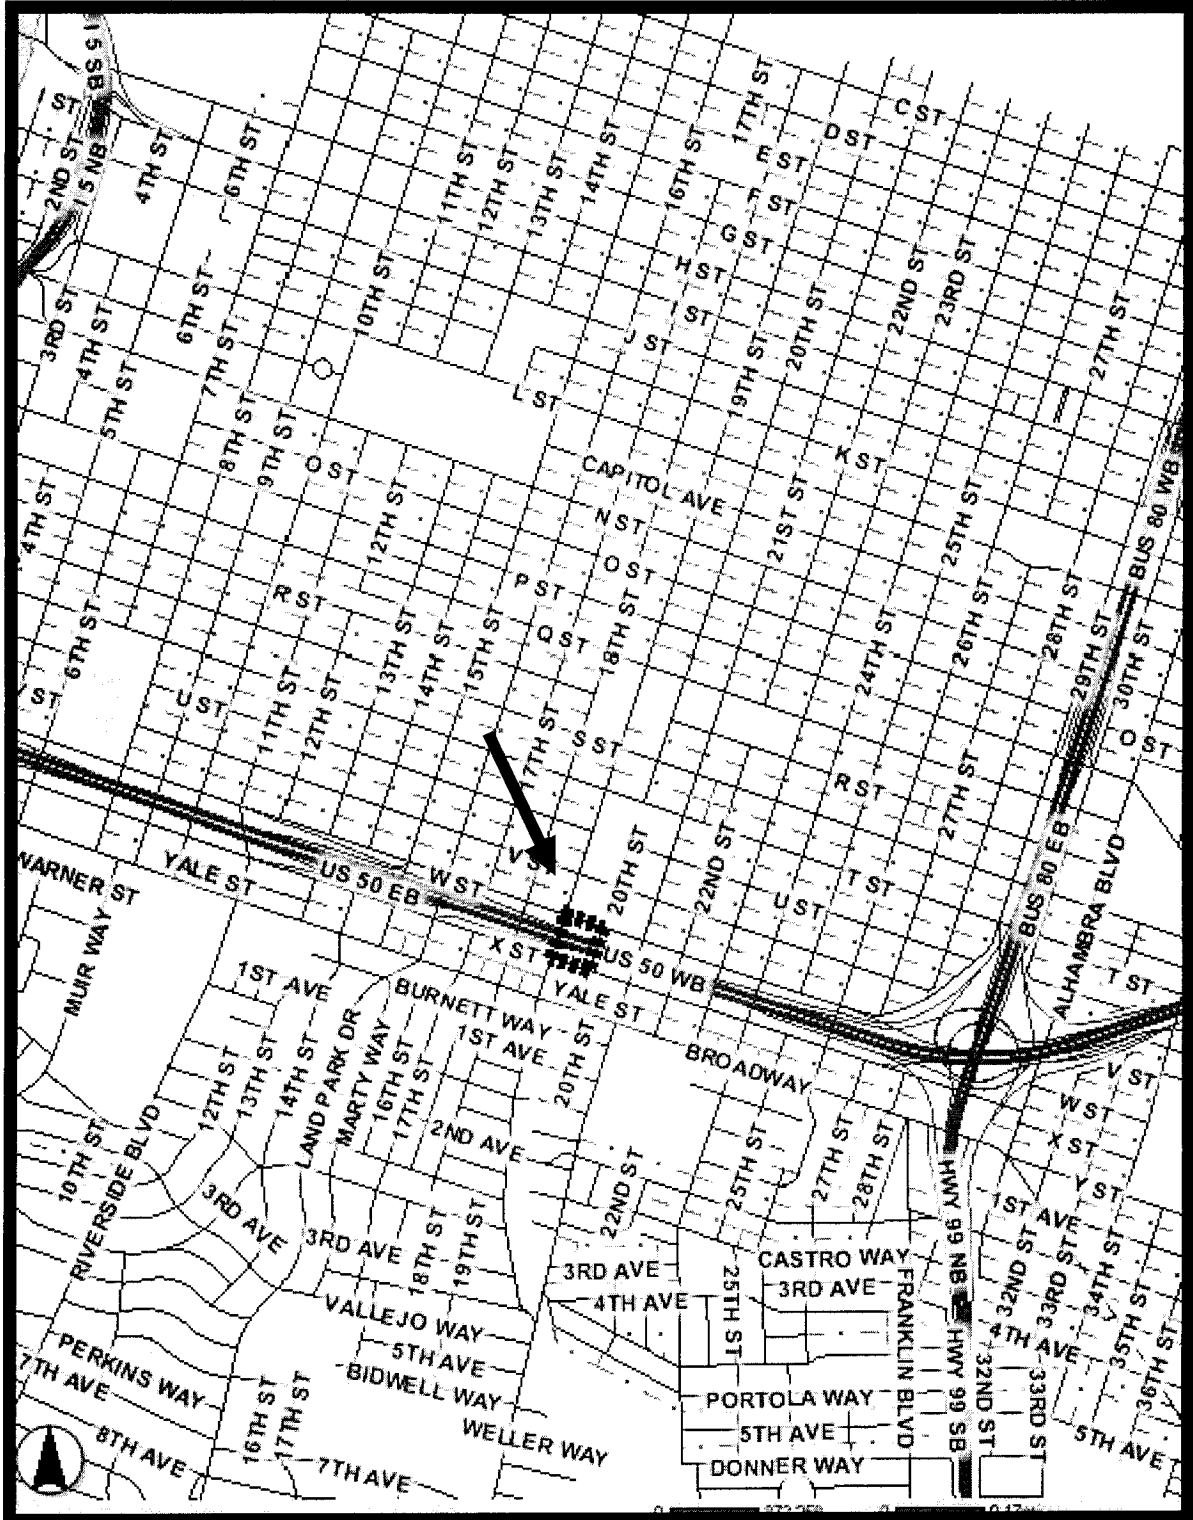 I 5 SB
I 5 NB
ST
2ND ST
4TH ST
6TH ST
11TH ST
12TH ST
13TH ST
14TH ST
16TH ST
17TH ST
C ST
D ST
E ST
F ST
G ST
H ST
I ST
J ST
22ND ST
23RD ST
20TH ST
19TH ST
27TH ST
3RD ST
4TH ST
5TH ST
6TH ST
7TH ST
8TH ST
9TH ST
10TH ST
L ST
K ST
CAPITOL AVE
N ST
O ST
O ST
P ST
Q ST
21ST ST
25TH ST
BUS 80 WB
4TH ST
12TH ST
R ST
6TH ST
13TH ST
14TH ST
15TH ST
18TH ST
24TH ST
26TH ST
28TH ST
29TH ST
30TH ST
O ST
ST
U ST
11TH ST
12TH ST
17TH ST
S ST
R ST
27TH ST
20TH ST
22ND ST
T ST
U ST
BUS 80 EB
ALHAMBRA BLVD
WARNER ST
YALE ST
US 50 EB
W ST
X ST
US 50 WB
YALE ST
T ST
MUIR WAY
1ST AVE
BURNETT WAY
1ST AVE
BROADWAY
V ST
W ST
X ST
Y ST
12TH ST
13TH ST
14TH ST
LAND PARK DR
MARTY WAY
16TH ST
17TH ST
20TH ST
2ND AVE
10TH ST
RIVERSIDE BLVD
3RD AVE
3RD AVE
18TH ST
19TH ST
22ND ST
25TH ST
27TH ST
28TH ST
HWY 99 NB
1ST AVE
32ND ST
33RD ST
34TH ST
35TH ST
36TH ST
3RD AVE
4TH AVE
CASTRO WAY
3RD AVE
25TH ST
FRANKLIN BLVD
VALLEJO WAY
5TH AVE
BIDWELL WAY
WELLER WAY
PERKINS WAY
7TH AVE
8TH AVE
16TH ST
17TH ST
7TH AVE
PORTOLA WAY
5TH AVE
DONNER WAY
HWY 99 SB
32ND ST
33RD ST
4TH AVE
5TH AVE